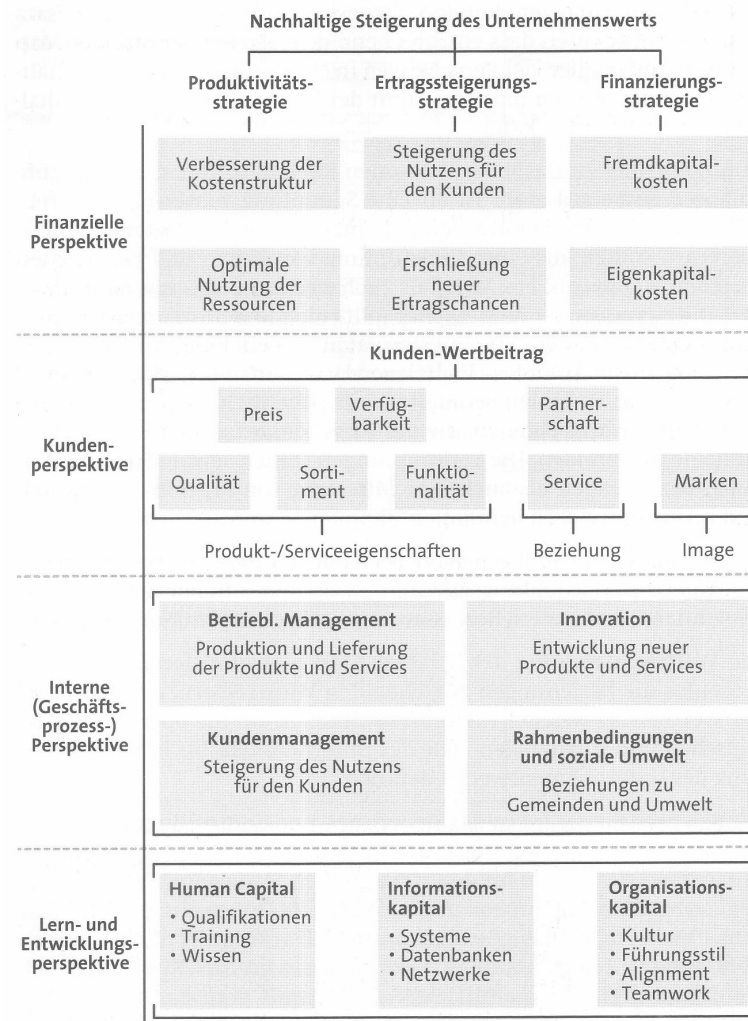 Nachhaltige Steigerung des Unternehmenswerts
Produktivitäts-
strategie
Ertragssteigerungs-
strategie
Finanzierungs-
strategie
Finanzielle
Perspektive
Verbesserung der
Kostenstruktur
Steigerung des
Nutzens für
den Kunden
Fremdkapital-
kosten
Optimale
Nutzung der
Ressourcen
Erschließung
neuer
Ertragschancen
Eigenkapital-
kosten
Kunden-Wertbeitrag
Kunden-
perspektive
Preis
Verfüg-
barkeit
Partner-
schaft
Qualität
Sorti-
ment
Funktio-
nalität
Service
Marken
Produkt-/Serviceeigenschaften
Beziehung
Image
Interne
(Geschäfts-
prozess-)
Perspektive
Betriebl. Management
Produktion und Lieferung
der Produkte und Services
Innovation
Entwicklung neuer
Produkte und Services
Kundenmanagement
Steigerung des Nutzens
für den Kunden
Rahmenbedingungen
und soziale Umwelt
Beziehungen zu
Gemeinden und Umwelt
Lern- und
Entwicklungs-
perspektive
Human Capital
• Qualifikationen
• Training
• Wissen
Informations-
kapital
• Systeme
• Datenbanken
• Netzwerke
Organisations-
kapital
• Kultur
• Führungsstil
• Alignment
• Teamwork